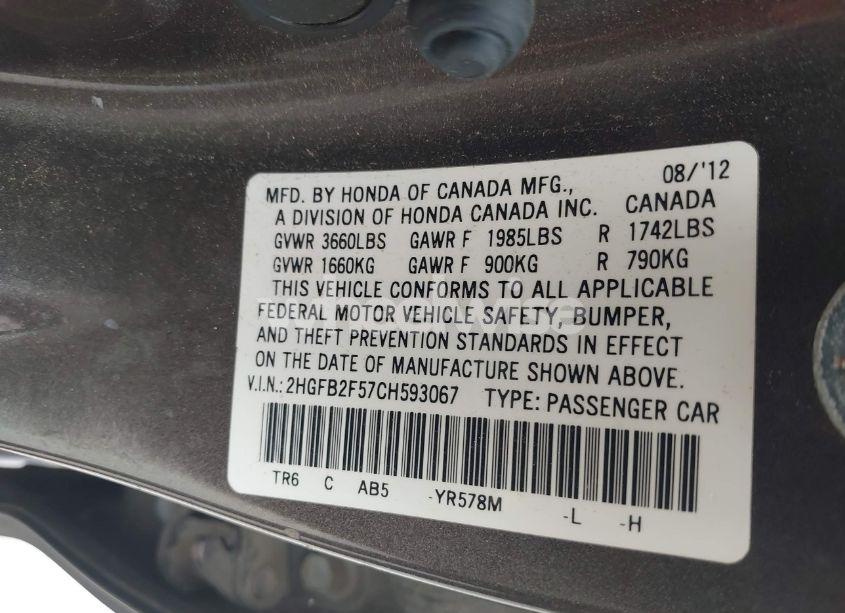 08/'12
MFD. BY HONDA OF CANADA MFG.,
A DIVISION OF HONDA CANADA INC. CANADA
GVWR 3660LBS GAWR F 1985LBS R 1742LBS
GVWR 1660KG GAWR F 900KG R 790KG
THIS VEHICLE CONFORMS TO ALL APPLICABLE
FEDERAL MOTOR VEHICLE SAFETY, BUMPER,
AND THEFT PREVENTION STANDARDS IN EFFECT
ON THE DATE OF MANUFACTURE SHOWN ABOVE.
V.I.N.: 2HGFB2F57CH593067 TYPE: PASSENGER CAR
TR6 C AB5 -YR578M -L -H